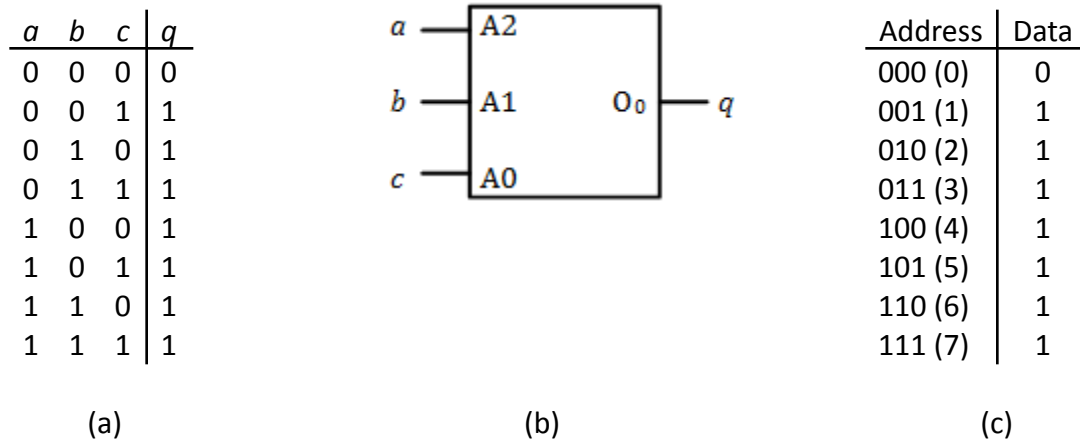 a b c q
0 0 0 0
0 0 1 1
0 1 0 1
0 1 1 1
1 0 0 1
1 0 1 1
1 1 0 1
1 1 1 1
(a)
a A2
b A1 O₀ q
c A0
(b)
Address Data
000 (0) 0
001 (1) 1
010 (2) 1
011 (3) 1
100 (4) 1
101 (5) 1
110 (6) 1
111 (7) 1
(c)